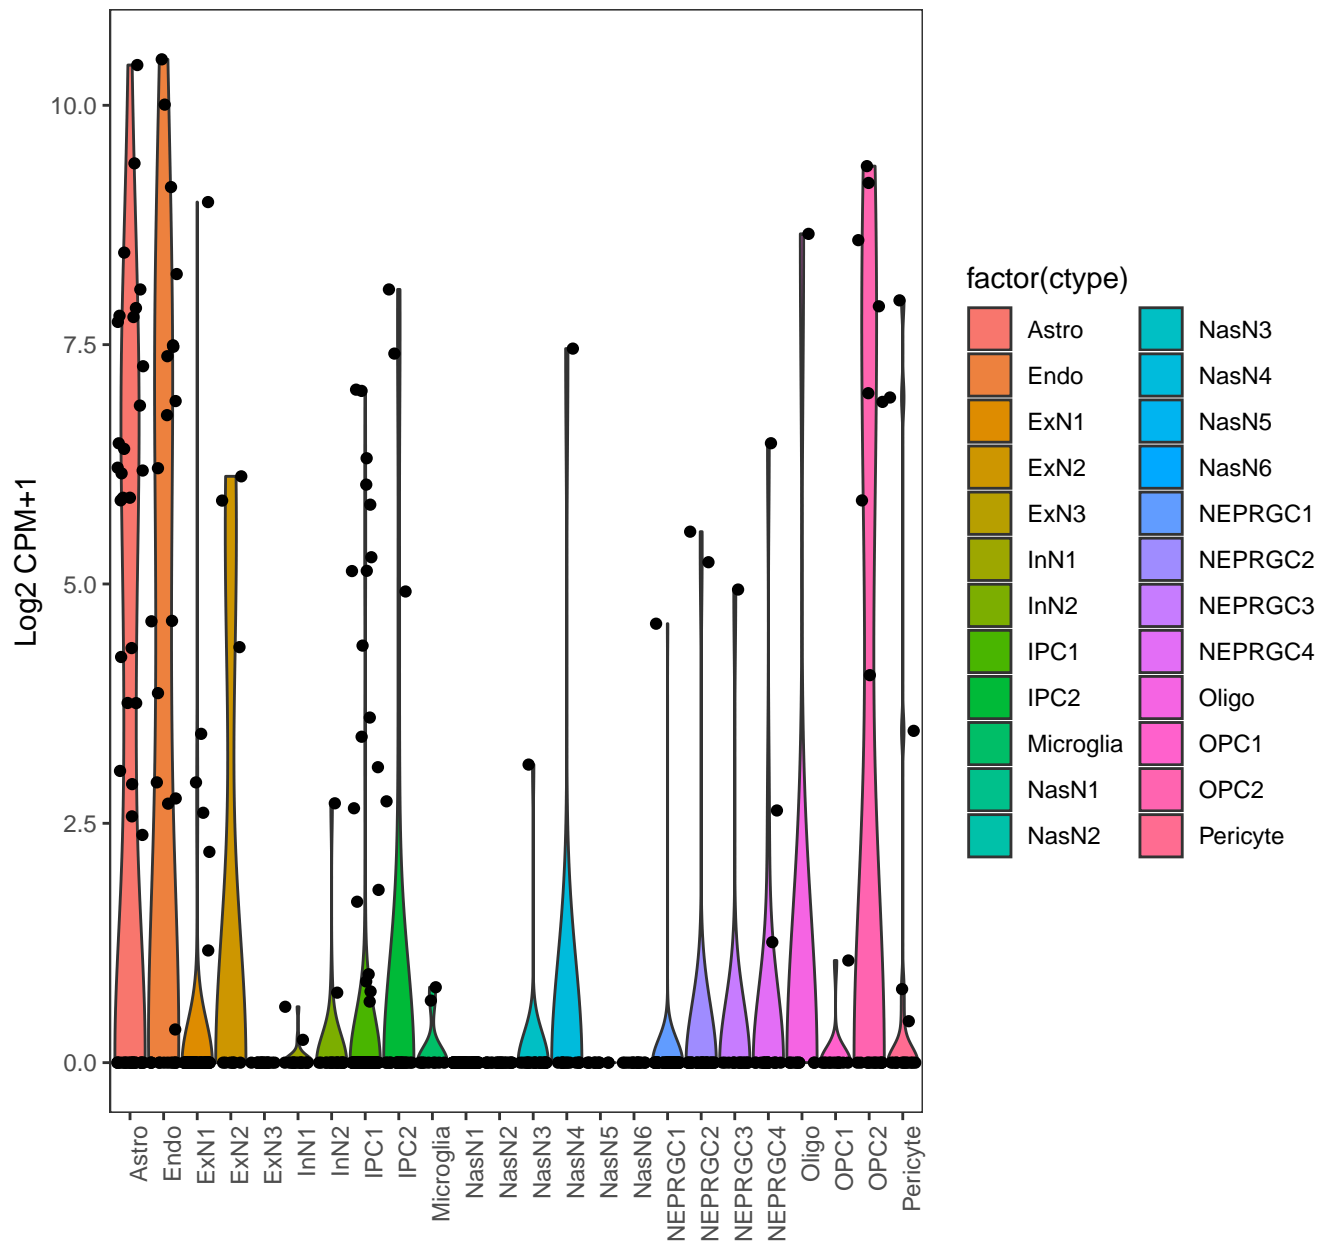 Log2 CPM+1
10.0
7.5
5.0
2.5
0.0
Astro
Endo
ExN1
ExN2
ExN3
InN1
InN2
IPC1
IPC2
Microglia
NasN1
NasN2
NasN3
NasN4
NasN5
NasN6
NEPRGC1
NEPRGC2
NEPRGC3
NEPRGC4
Oligo
OPC1
OPC2
Pericyte
factor(ctype)
Astro
Endo
ExN1
ExN2
ExN3
InN1
InN2
IPC1
IPC2
Microglia
NasN1
NasN2
NasN3
NasN4
NasN5
NasN6
NEPRGC1
NEPRGC2
NEPRGC3
NEPRGC4
Oligo
OPC1
OPC2
Pericyte